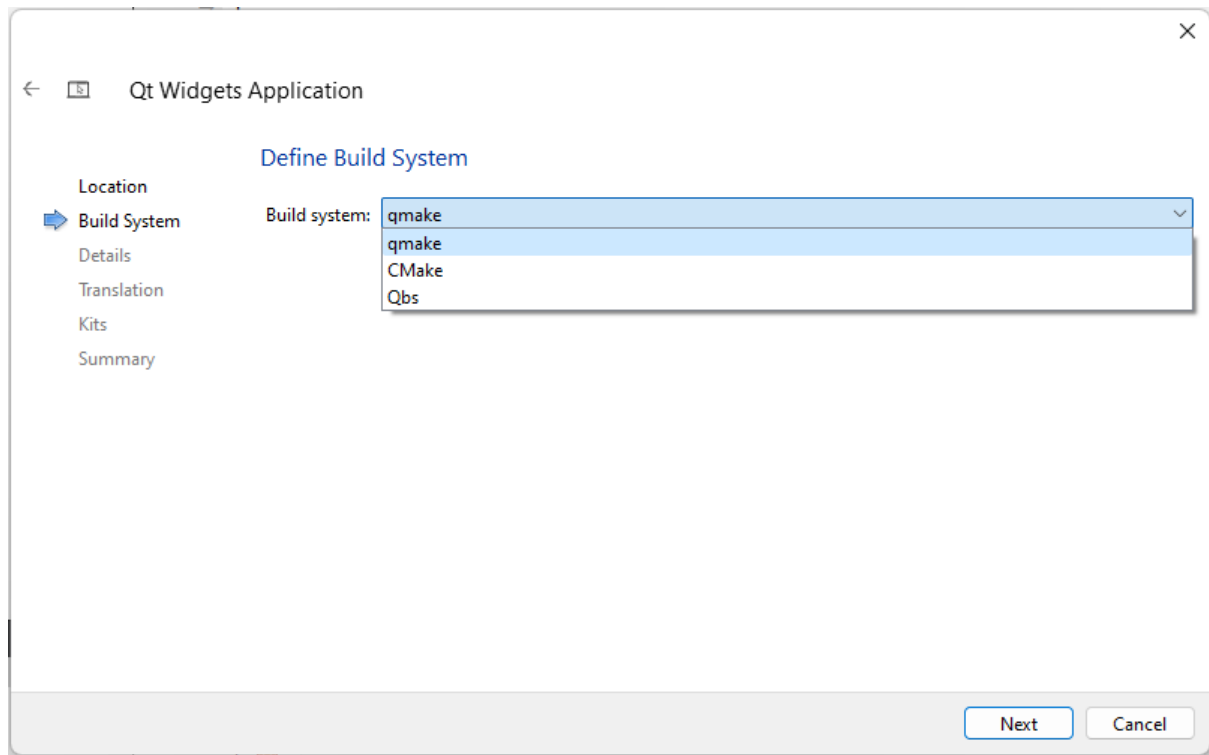 Qt Widgets Application
Define Build System
Location
Build System
Details
Translation
Kits
Summary
Build system: qmake
qmake
CMake
Qbs
Next Cancel